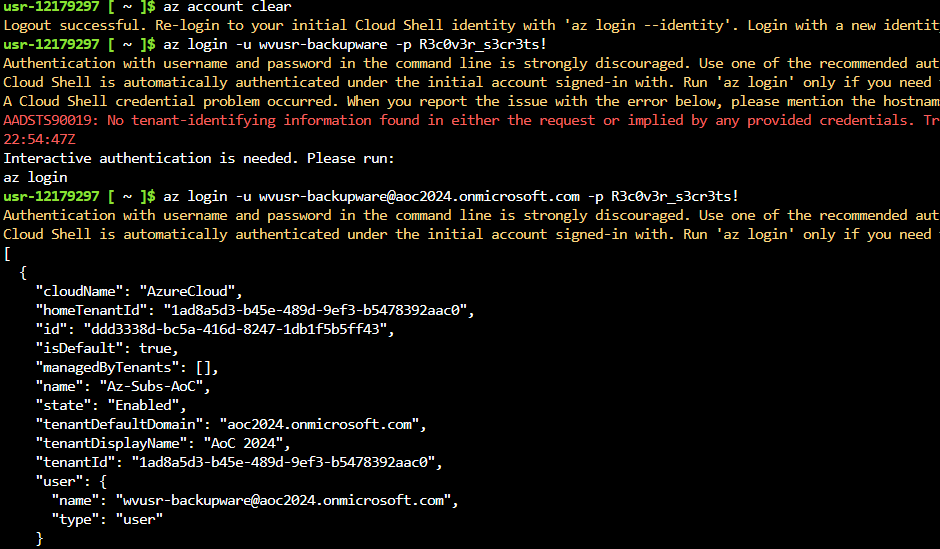 usr-12179297 [ ~ ]$ az account clear
Logout successful. Re-login to your initial Cloud Shell identity with 'az login --identity'. Login with a new identit
usr-12179297 [ ~ ]$ az login -u wvusr-backupware -p R3c0v3r_s3cr3ts!
Authentication with username and password in the command line is strongly discouraged. Use one of the recommended aut
Cloud Shell is automatically authenticated under the initial account signed-in with. Run 'az login' only if you need
A Cloud Shell credential problem occurred. When you report the issue with the error below, please mention the hostnam
AADSTS90019: No tenant-identifying information found in either the request or implied by any provided credentials. Tr
22:54:47Z
Interactive authentication is needed. Please run:
az login
usr-12179297 [ ~ ]$ az login -u wvusr-backupware@aoc2024.onmicrosoft.com -p R3c0v3r_s3cr3ts!
Authentication with username and password in the command line is strongly discouraged. Use one of the recommended aut
Cloud Shell is automatically authenticated under the initial account signed-in with. Run 'az login' only if you need
[
  {
    "cloudName": "AzureCloud",
    "homeTenantId": "1ad8a5d3-b45e-489d-9ef3-b5478392aac0",
    "id": "ddd3338d-bc5a-416d-8247-1db1f5b5ff43",
    "isDefault": true,
    "managedByTenants": [],
    "name": "Az-Subs-AoC",
    "state": "Enabled",
    "tenantDefaultDomain": "aoc2024.onmicrosoft.com",
    "tenantDisplayName": "AoC 2024",
    "tenantId": "1ad8a5d3-b45e-489d-9ef3-b5478392aac0",
    "user": {
      "name": "wvusr-backupware@aoc2024.onmicrosoft.com",
      "type": "user"
    }